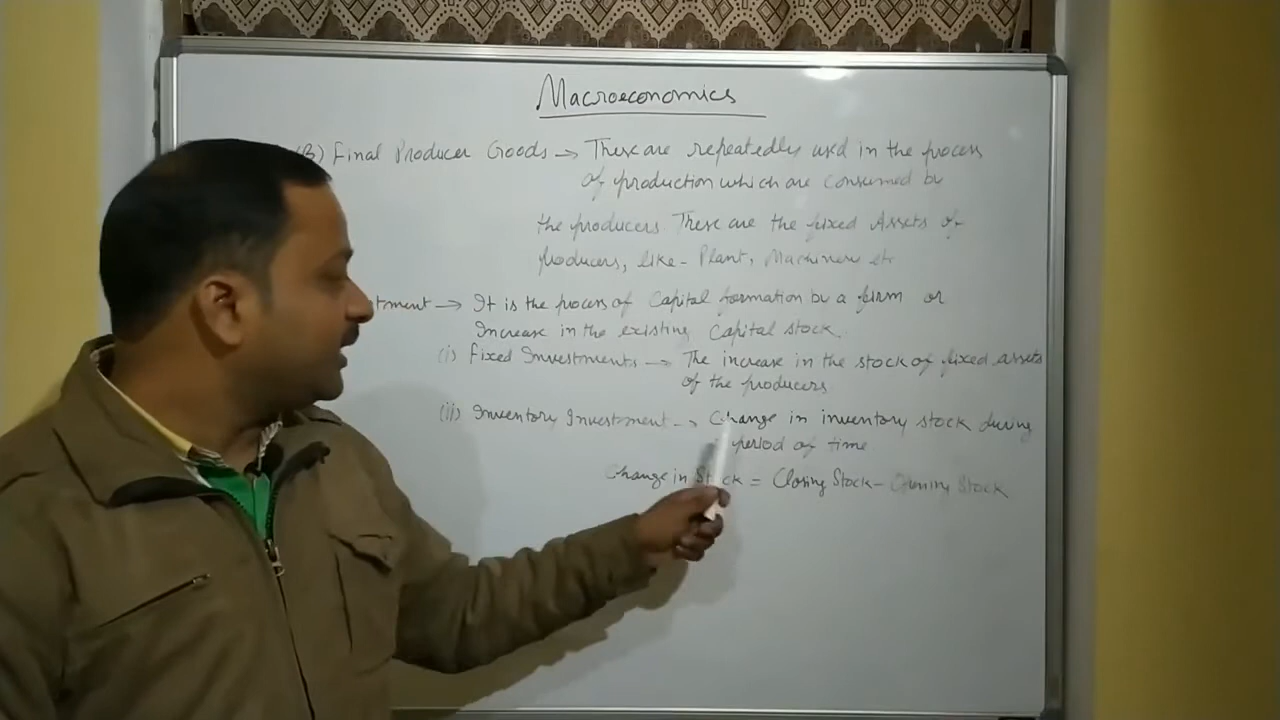 Macroeconomics
(B) Final Producer Goods → These are repeatedly used in the process
of production which are consumed by
the producers. These are the fixed Assets of
producers, like - Plant, Machinery etc
tment → It is the process of Capital formation by a firm or
Increase in the existing Capital stock.
(i) Fixed Investments → The increase in the stock of fixed assets
of the producers
(ii) Inventory Investment → Change in inventory stock during
period of time
Change in Stock = Closing Stock - Opening Stock